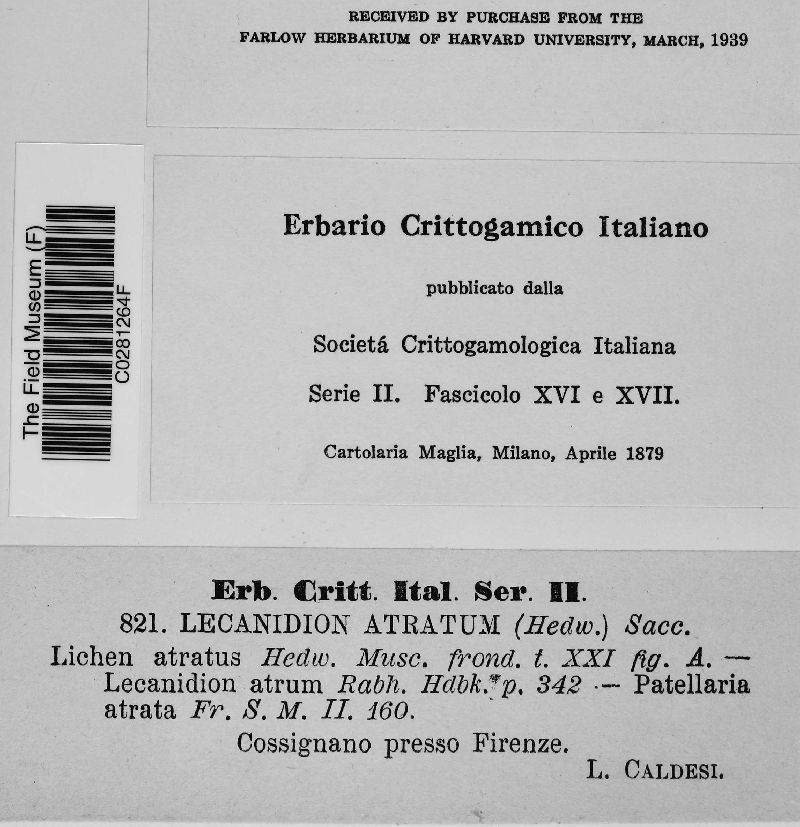 RECEIVED BY PURCHASE FROM THE
FARLOW HERBARIUM OF HARVARD UNIVERSITY, MARCH, 1939
The Field Museum (F)
C0281264F
Erbario Crittogamico Italiano
pubblicato dalla
Societá Crittogamologica Italiana
Serie II. Fascicolo XVI e XVII.
Cartolaria Maglia, Milano, Aprile 1879
Erb. Critt. Ital. Ser. II.
821. LECANIDION ATRATUM (Hedw.) Sacc.
Lichen atratus Hedw. Musc. frond. t. XXI fig. A. —
Lecanidion atrum Rabh. Hdbk. p. 342 — Patellaria
atrata Fr. S. M. II. 160.
Cossignano presso Firenze.
L. CALDESI.